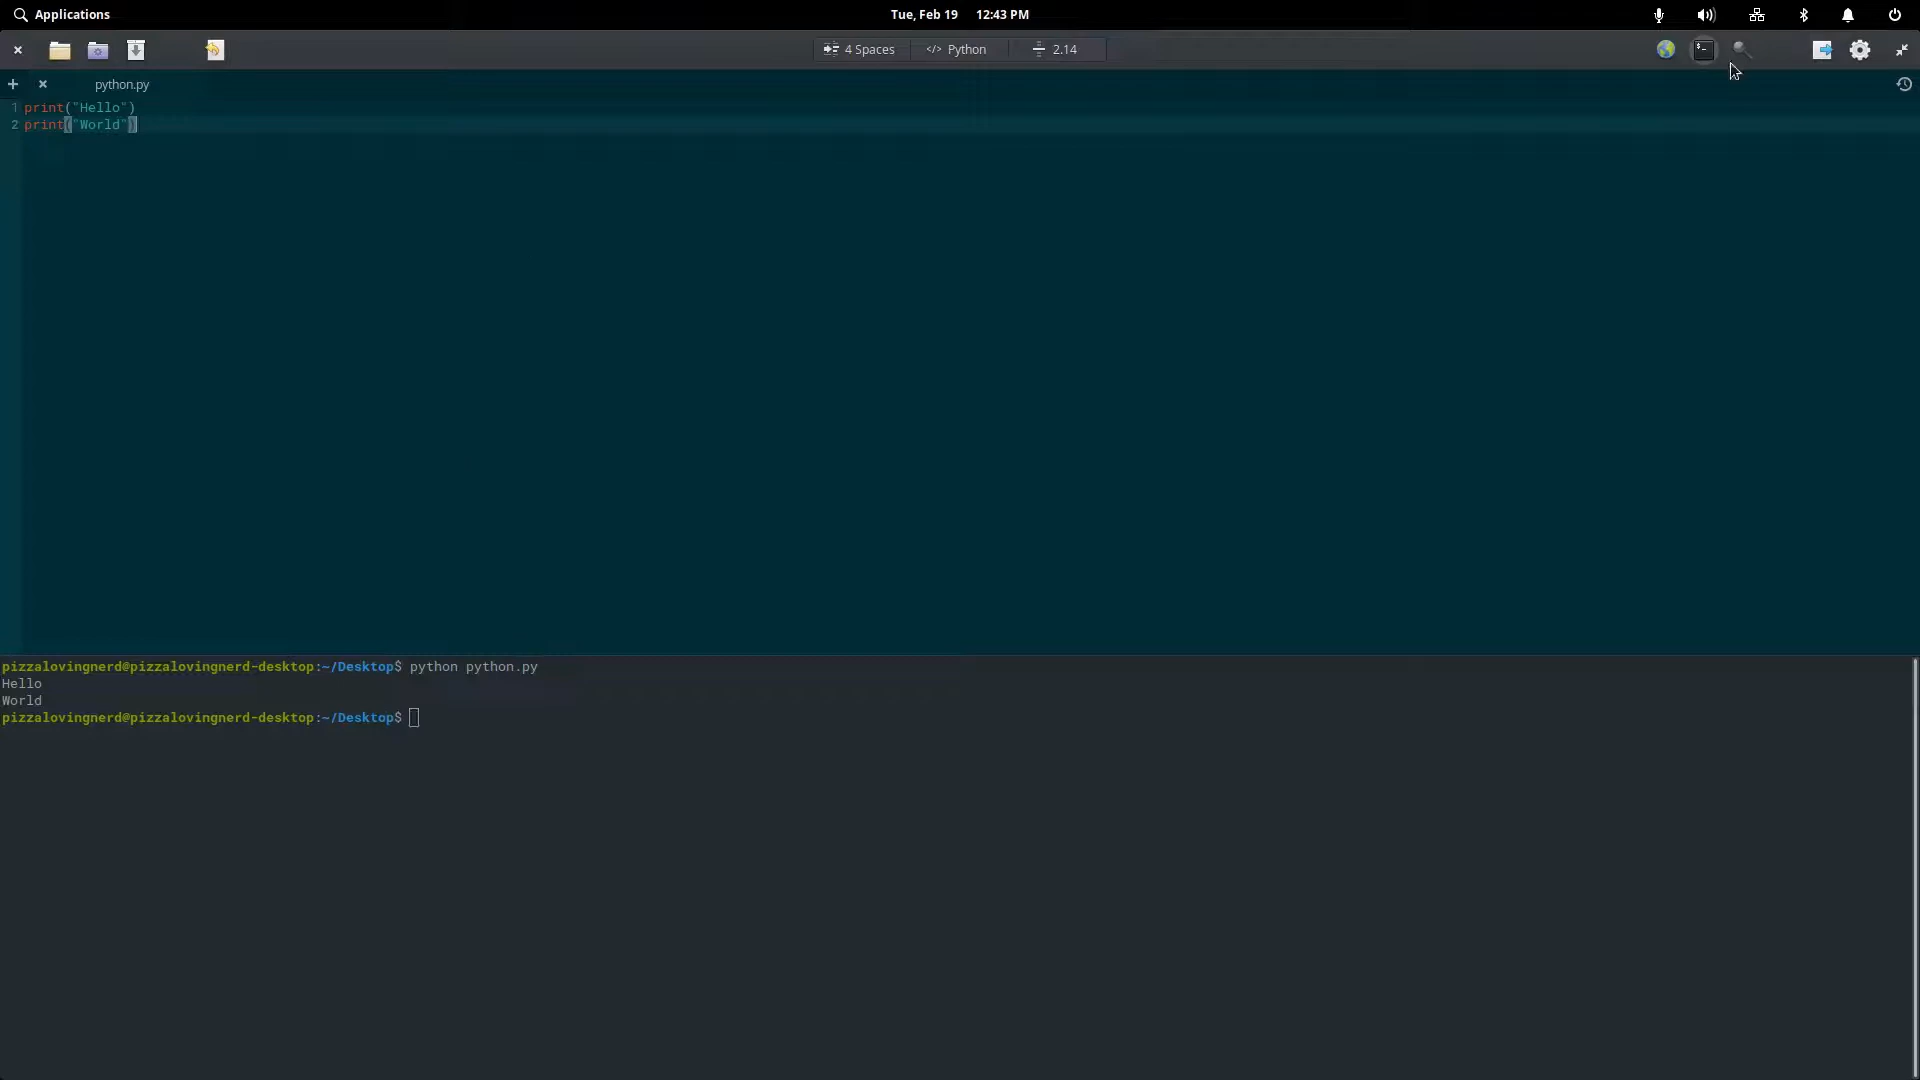 Applications
Tue, Feb 19 12:43 PM
4 Spaces </> Python 2.14
python.py
1 print("Hello")
2 print("World")
pizzalovingnerd@pizzalovingnerd-desktop:~/Desktop$ python python.py
Hello
World
pizzalovingnerd@pizzalovingnerd-desktop:~/Desktop$